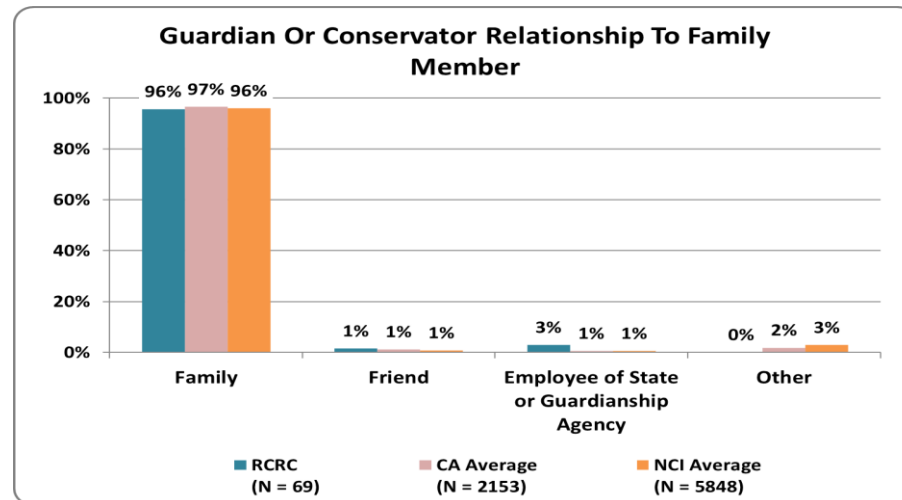 Guardian Or Conservator Relationship To Family
Member
96% 97% 96%
100%
80%
60%
40%
20%
0%
1% 1% 1%
3% 1% 1%
0% 2% 3%
Family
Friend
Employee of State
or Guardianship
Agency
Other
RCRC
(N = 69)
CA Average
(N = 2153)
NCI Average
(N = 5848)